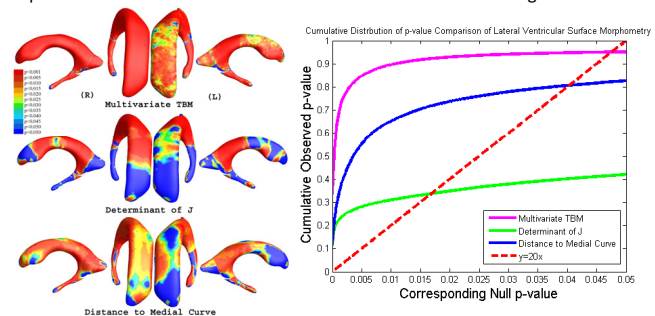 p<0.001
p<0.005
p<0.010
p<0.015
p<0.020
p<0.025
p<0.030
p<0.035
p<0.040
p<0.045
p<0.050
(R)
(L)
Multivariate TBM
Determinant of J
Distance to Medial Curve
Cumulative Distrbution of p-value Comparison of Lateral Ventricular Surface Morphometry
Cumulative Observed p-value
1
0.9
0.8
0.7
0.6
0.5
0.4
0.3
0.2
0.1
0
0 0.005 0.01 0.015 0.02 0.025 0.03 0.035 0.04 0.045 0.05
Corresponding Null p-value
Multivariate TBM
Determinant of J
Distance to Medial Curve
y=20x